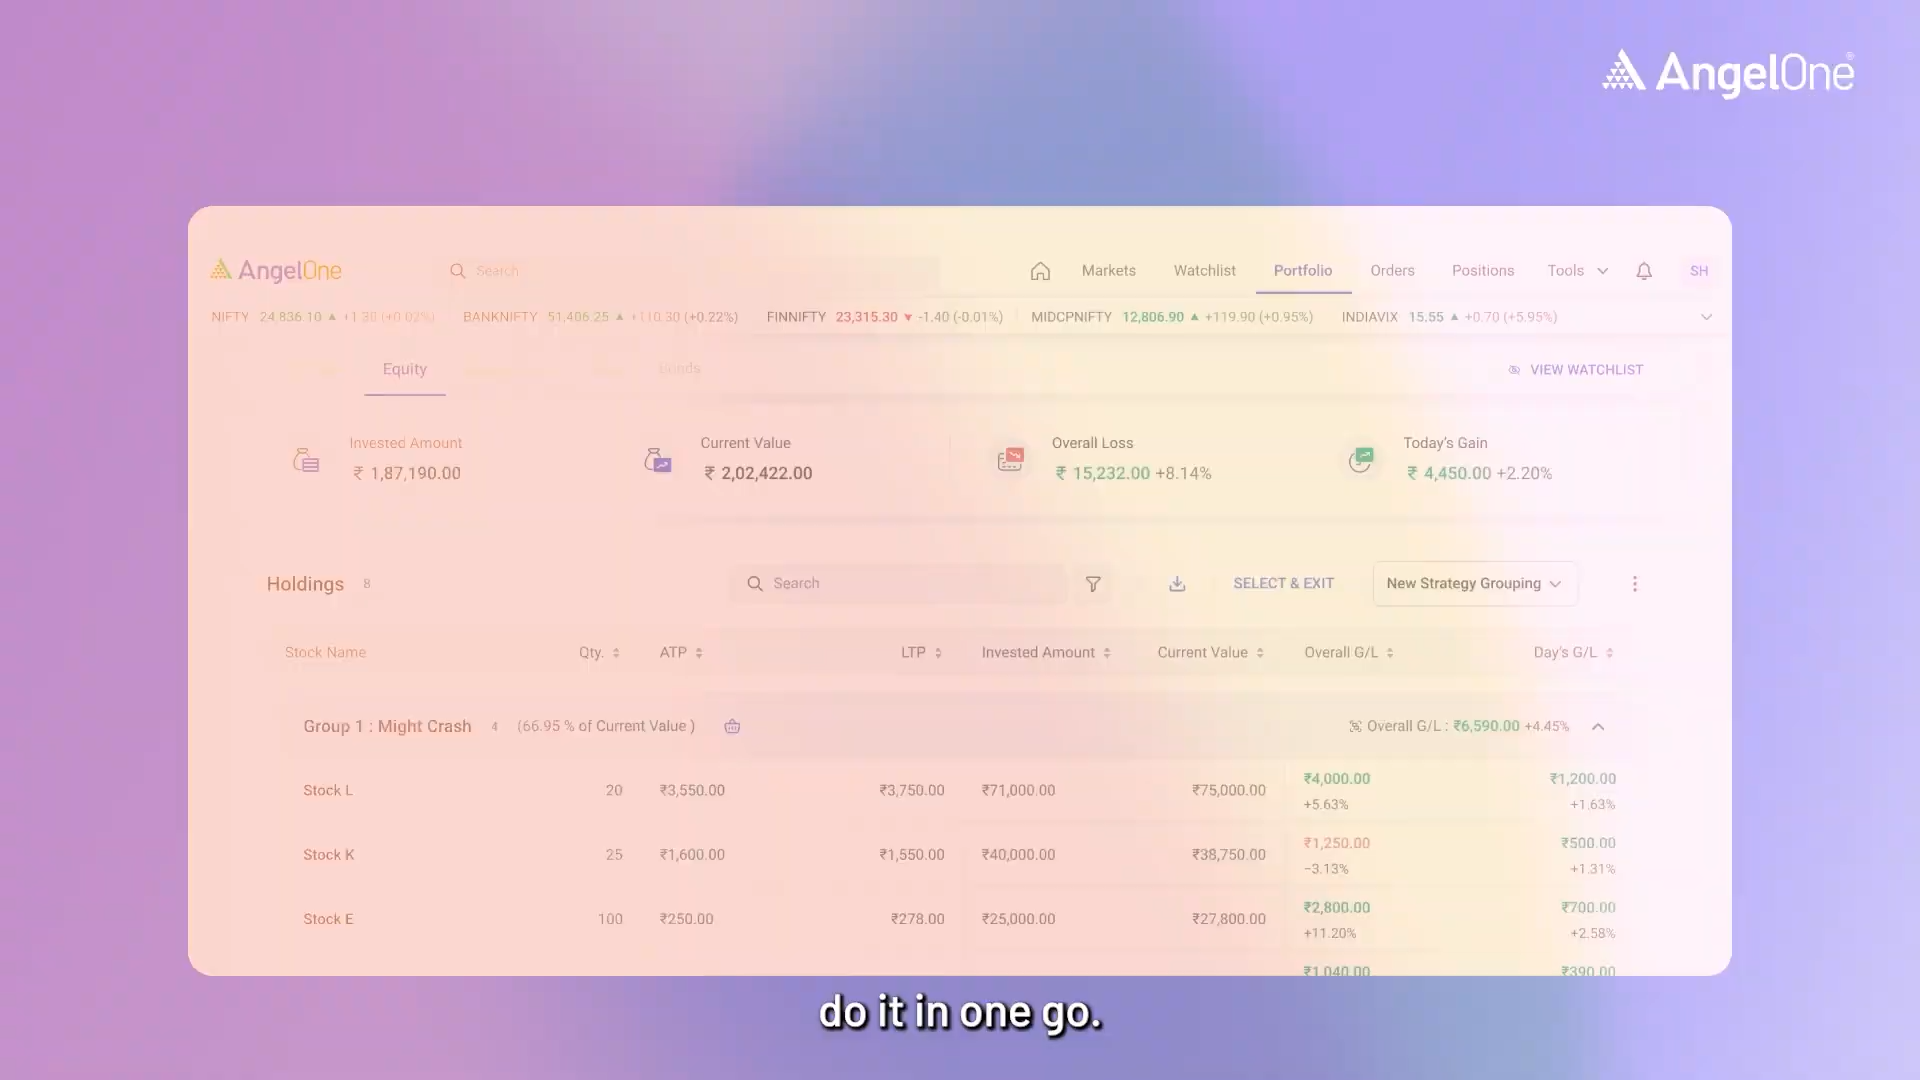 AngelOne
AngelOne Search Markets Watchlist Portfolio Orders Positions Tools SH
NIFTY 24,836.10 ▲ +1.30 (+0.02%) BANKNIFTY 51,406.25 ▲ +110.30 (+0.22%) FINNIFTY 23,315.30 ▼ -1.40 (-0.01%) MIDCPNIFTY 12,806.90 ▲ +119.90 (+0.95%) INDIAVIX 15.55 ▲ +0.70 (+5.95%)
Equity VIEW WATCHLIST
Invested Amount Current Value Overall Loss Today's Gain
₹ 1,87,190.00 ₹ 2,02,422.00 ₹ 15,232.00 +8.14% ₹ 4,450.00 +2.20%
Holdings 8 Search SELECT & EXIT New Strategy Grouping
Stock Name Qty. ATP LTP Invested Amount Current Value Overall G/L Day's G/L
Group 1 : Might Crash 4 (66.95 % of Current Value ) Overall G/L : ₹6,590.00 +4.45%
Stock L 20 ₹3,550.00 ₹3,750.00 ₹71,000.00 ₹75,000.00 ₹4,000.00 ₹1,200.00
+5.63% +1.63%
Stock K 25 ₹1,600.00 ₹1,550.00 ₹40,000.00 ₹38,750.00 ₹1,250.00 ₹500.00
-3.13% +1.31%
Stock E 100 ₹250.00 ₹278.00 ₹25,000.00 ₹27,800.00 ₹2,800.00 ₹700.00
+11.20% +2.58%
₹1,040.00 ₹390.00
do it in one go.